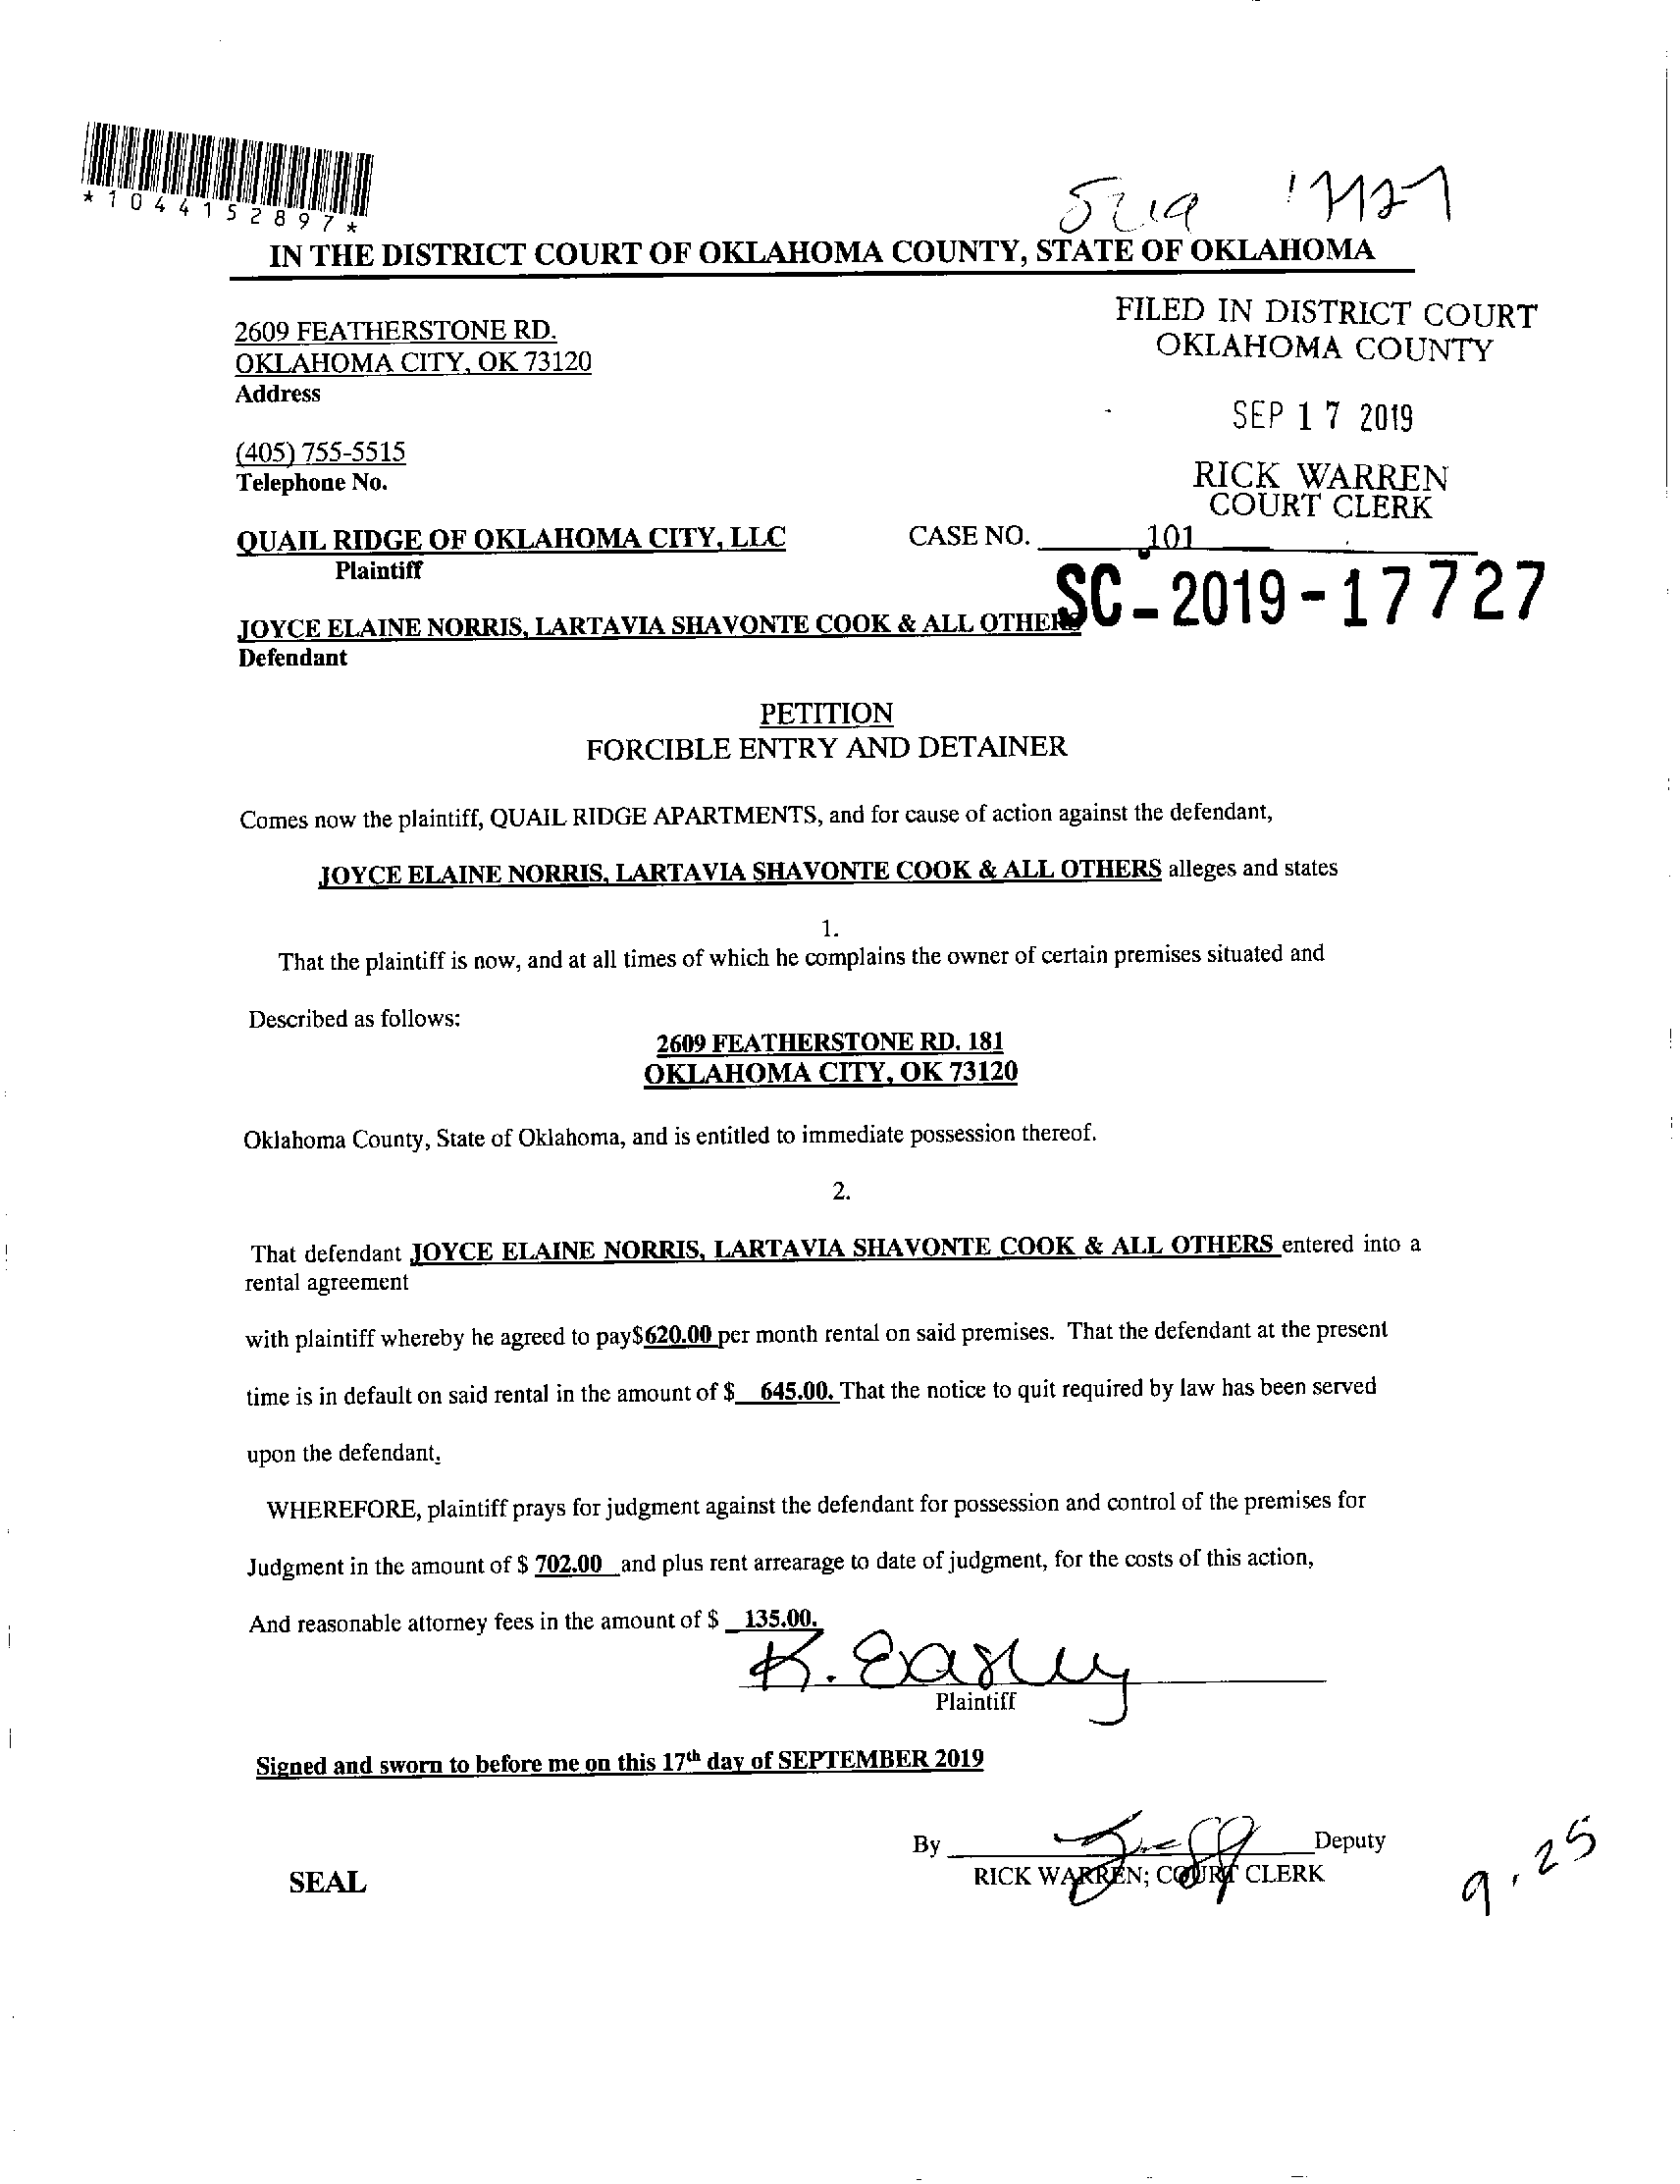 *1044152897*
IN THE DISTRICT COURT OF OKLAHOMA COUNTY, STATE OF OKLAHOMA
FILED IN DISTRICT COURT
OKLAHOMA COUNTY
SEP 17 2019
RICK WARREN
COURT CLERK
2609 FEATHERSTONE RD.
OKLAHOMA CITY, OK 73120
Address
(405) 755-5515
Telephone No.
QUAIL RIDGE OF OKLAHOMA CITY, LLC CASE NO. 101
Plaintiff
SC-2019-17727
JOYCE ELAINE NORRIS, LARTAVIA SHAVONTE COOK & ALL OTHERS
Defendant
PETITION
FORCIBLE ENTRY AND DETAINER
Comes now the plaintiff, QUAIL RIDGE APARTMENTS, and for cause of action against the defendant,
JOYCE ELAINE NORRIS, LARTAVIA SHAVONTE COOK & ALL OTHERS alleges and states
1.
That the plaintiff is now, and at all times of which he complains the owner of certain premises situated and
Described as follows:
2609 FEATHERSTONE RD. 181
OKLAHOMA CITY, OK 73120
Oklahoma County, State of Oklahoma, and is entitled to immediate possession thereof.
2.
That defendant JOYCE ELAINE NORRIS, LARTAVIA SHAVONTE COOK & ALL OTHERS entered into a
rental agreement
with plaintiff whereby he agreed to pay$620.00 per month rental on said premises. That the defendant at the present
time is in default on said rental in the amount of $ 645.00. That the notice to quit required by law has been served
upon the defendant.
WHEREFORE, plaintiff prays for judgment against the defendant for possession and control of the premises for
Judgment in the amount of $ 702.00 and plus rent arrearage to date of judgment, for the costs of this action,
And reasonable attorney fees in the amount of $ 135.00.
K. Easley
Plaintiff
Signed and sworn to before me on this 17th day of SEPTEMBER 2019
By Deputy
RICK WARREN; COURT CLERK
SEAL
9.25